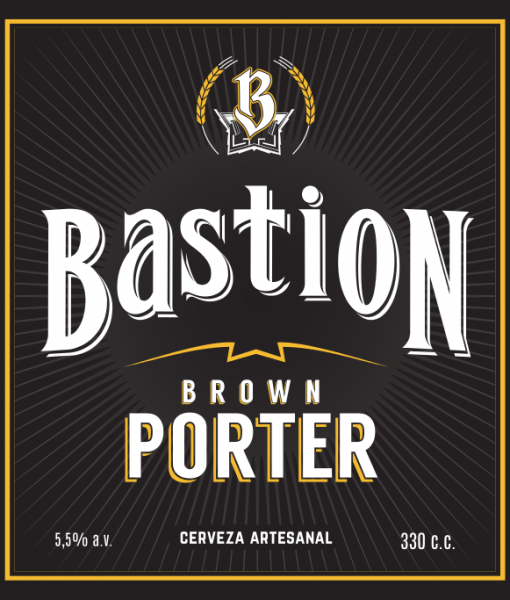 B
BastioN
BROWN
PORTER
5,5% a.v.
CERVEZA ARTESANAL
330 c.c.